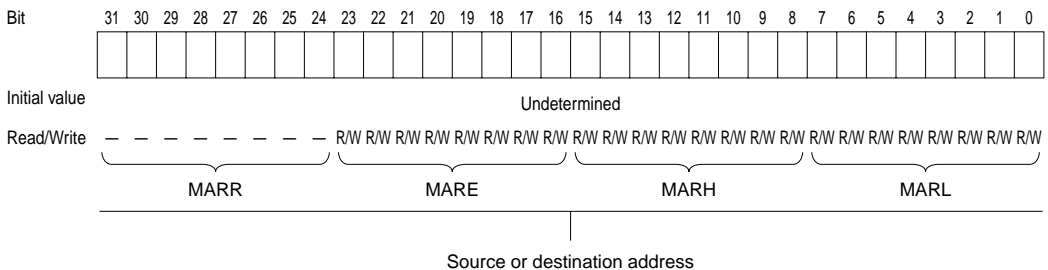 Bit 31 30 29 28 27 26 25 24 23 22 21 20 19 18 17 16 15 14 13 12 11 10 9 8 7 6 5 4 3 2 1 0
Initial value Undetermined
Read/Write — — — — — — — — R/W R/W R/W R/W R/W R/W R/W R/W R/W R/W R/W R/W R/W R/W R/W R/W R/W R/W R/W R/W R/W R/W R/W R/W
MARR MARE MARH MARL
Source or destination address